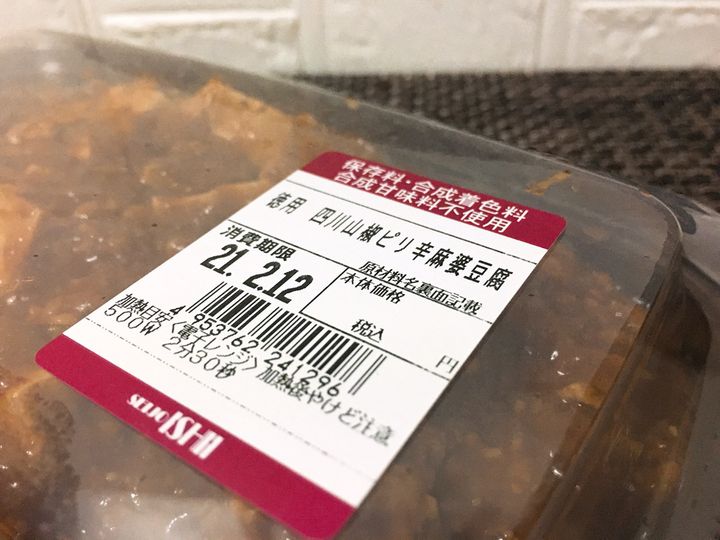 保存料・合成着色料
合成甘味料不使用
徳用 四川山椒ピリ辛麻婆豆腐
消費期限
21. 2.12
原材料名裏面記載
本体価格
税込
円
4 953762 241296
加熱目安<電子レンジ>加熱後やけど注意
500W 2分30秒
SEIJO ISHII